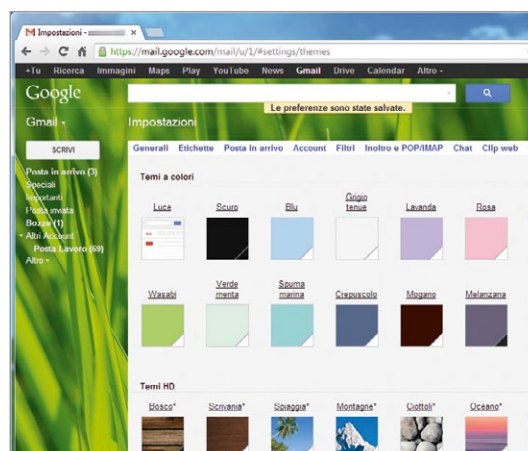 Impostazioni -
https://mail.google.com/mail/u/1/#settings/themes
+Tu Ricerca Immagini Maps Play YouTube News Gmail Drive Calendar Altro
Google
Le preferenze sono state salvate.
Gmail
Impostazioni
SCRIVI
Generali Etichette Posta in arrivo Account Filtri Inoltro e POP/IMAP Chat Clip web
Posta in arrivo (3)
Speciali
Importanti
Posta inviata
Bozze (1)
Altri Account
Posta Lavoro (69)
Altro
Temi a colori
Luce Scuro Blu Grigio tenue Lavanda Rosa
Wasabi Verde menta Spuma marina Crepuscolo Mogano Melanzana
Temi HD
Bosco* Scrivania* Spiaggia* Montagne* Ciottoli* Oceano*